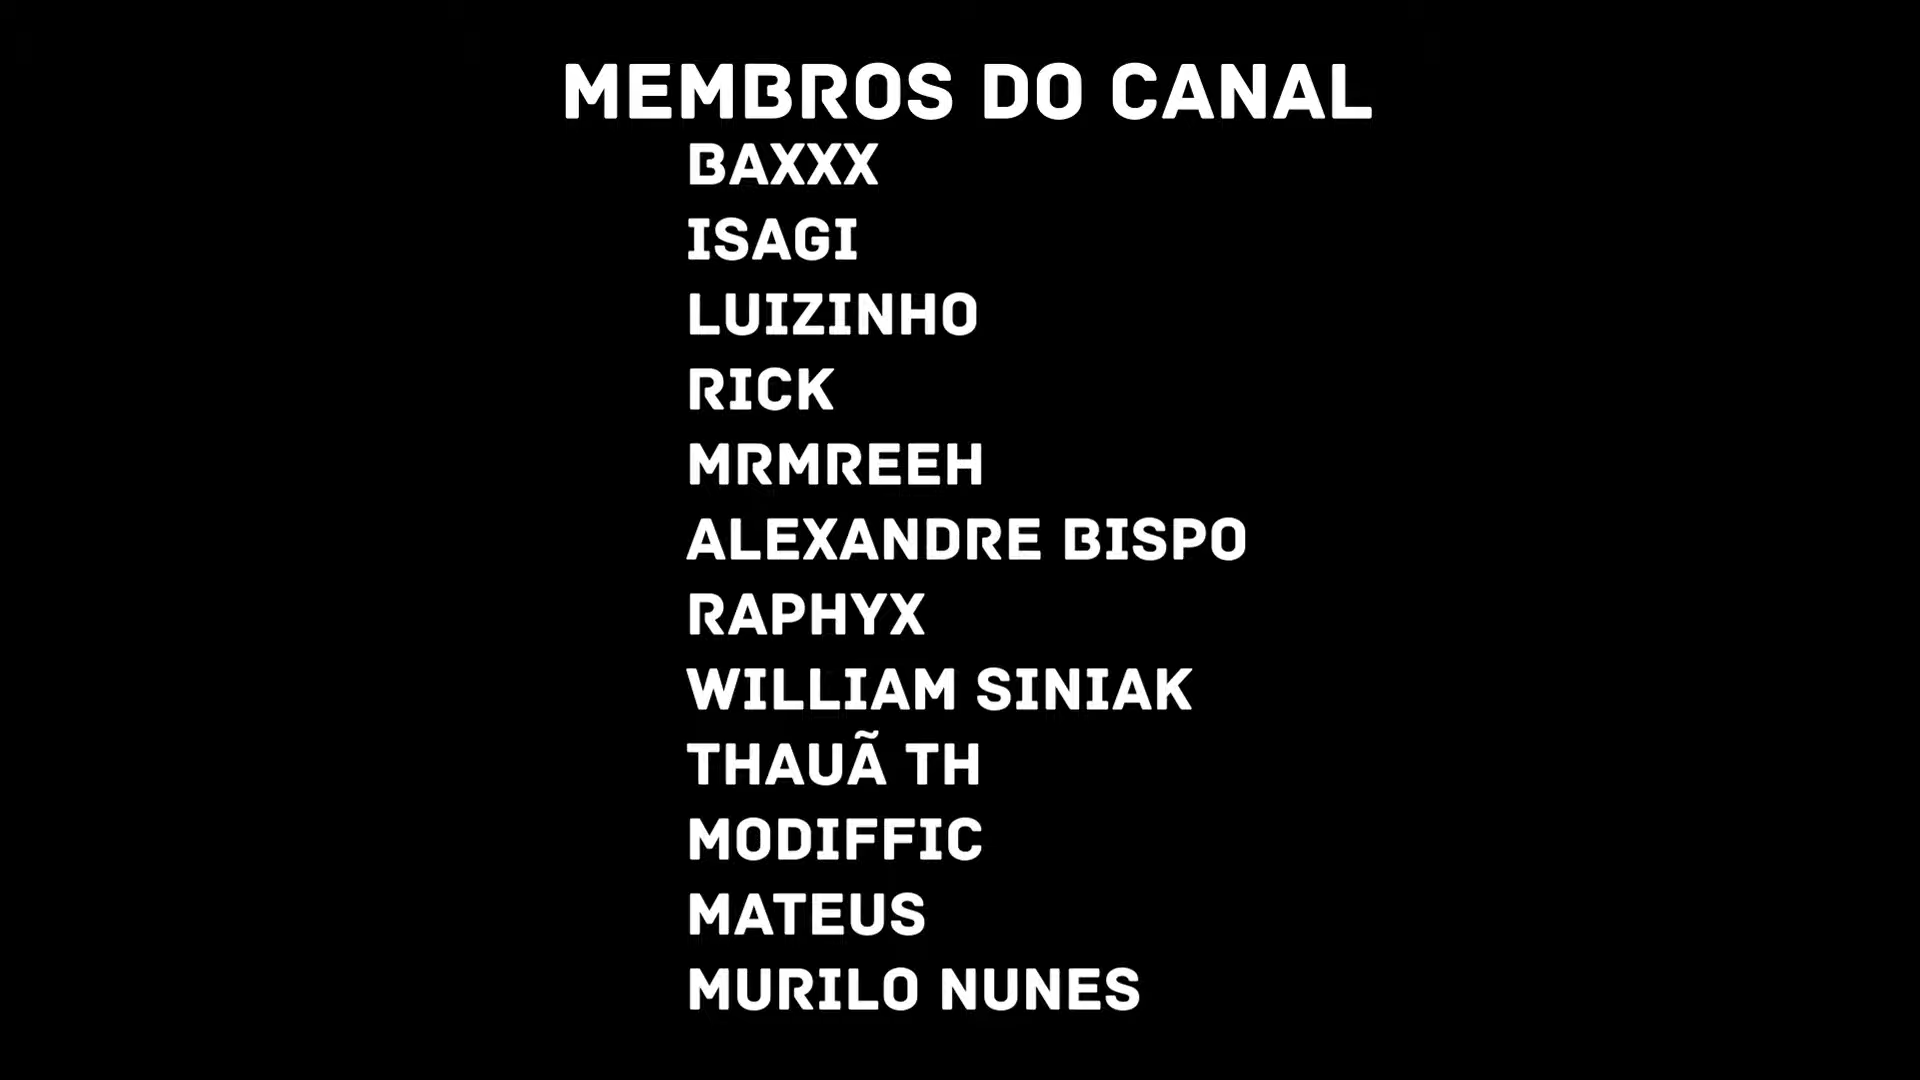 MEMBROS DO CANAL
BAXXX
ISAGI
LUIZINHO
RICK
MRMREEH
ALEXANDRE BISPO
RAPHYX
WILLIAM SINIAK
THAUÃ TH
MODIFFIC
MATEUS
MURILO NUNES